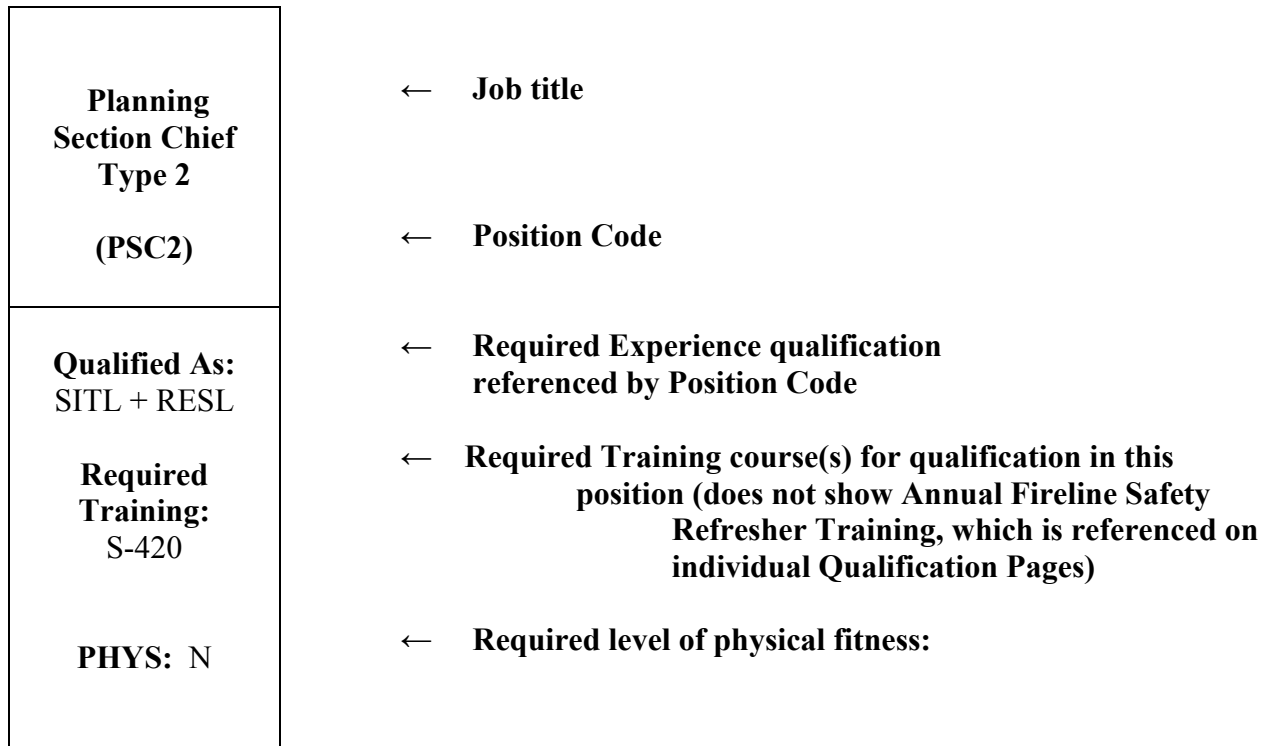 Planning
Section Chief
Type 2
(PSC2)
← Job title
← Position Code
Qualified As:
SITL + RESL
Required
Training:
S-420
PHYS: N
← Required Experience qualification
referenced by Position Code
← Required Training course(s) for qualification in this
position (does not show Annual Fireline Safety
Refresher Training, which is referenced on
individual Qualification Pages)
← Required level of physical fitness: